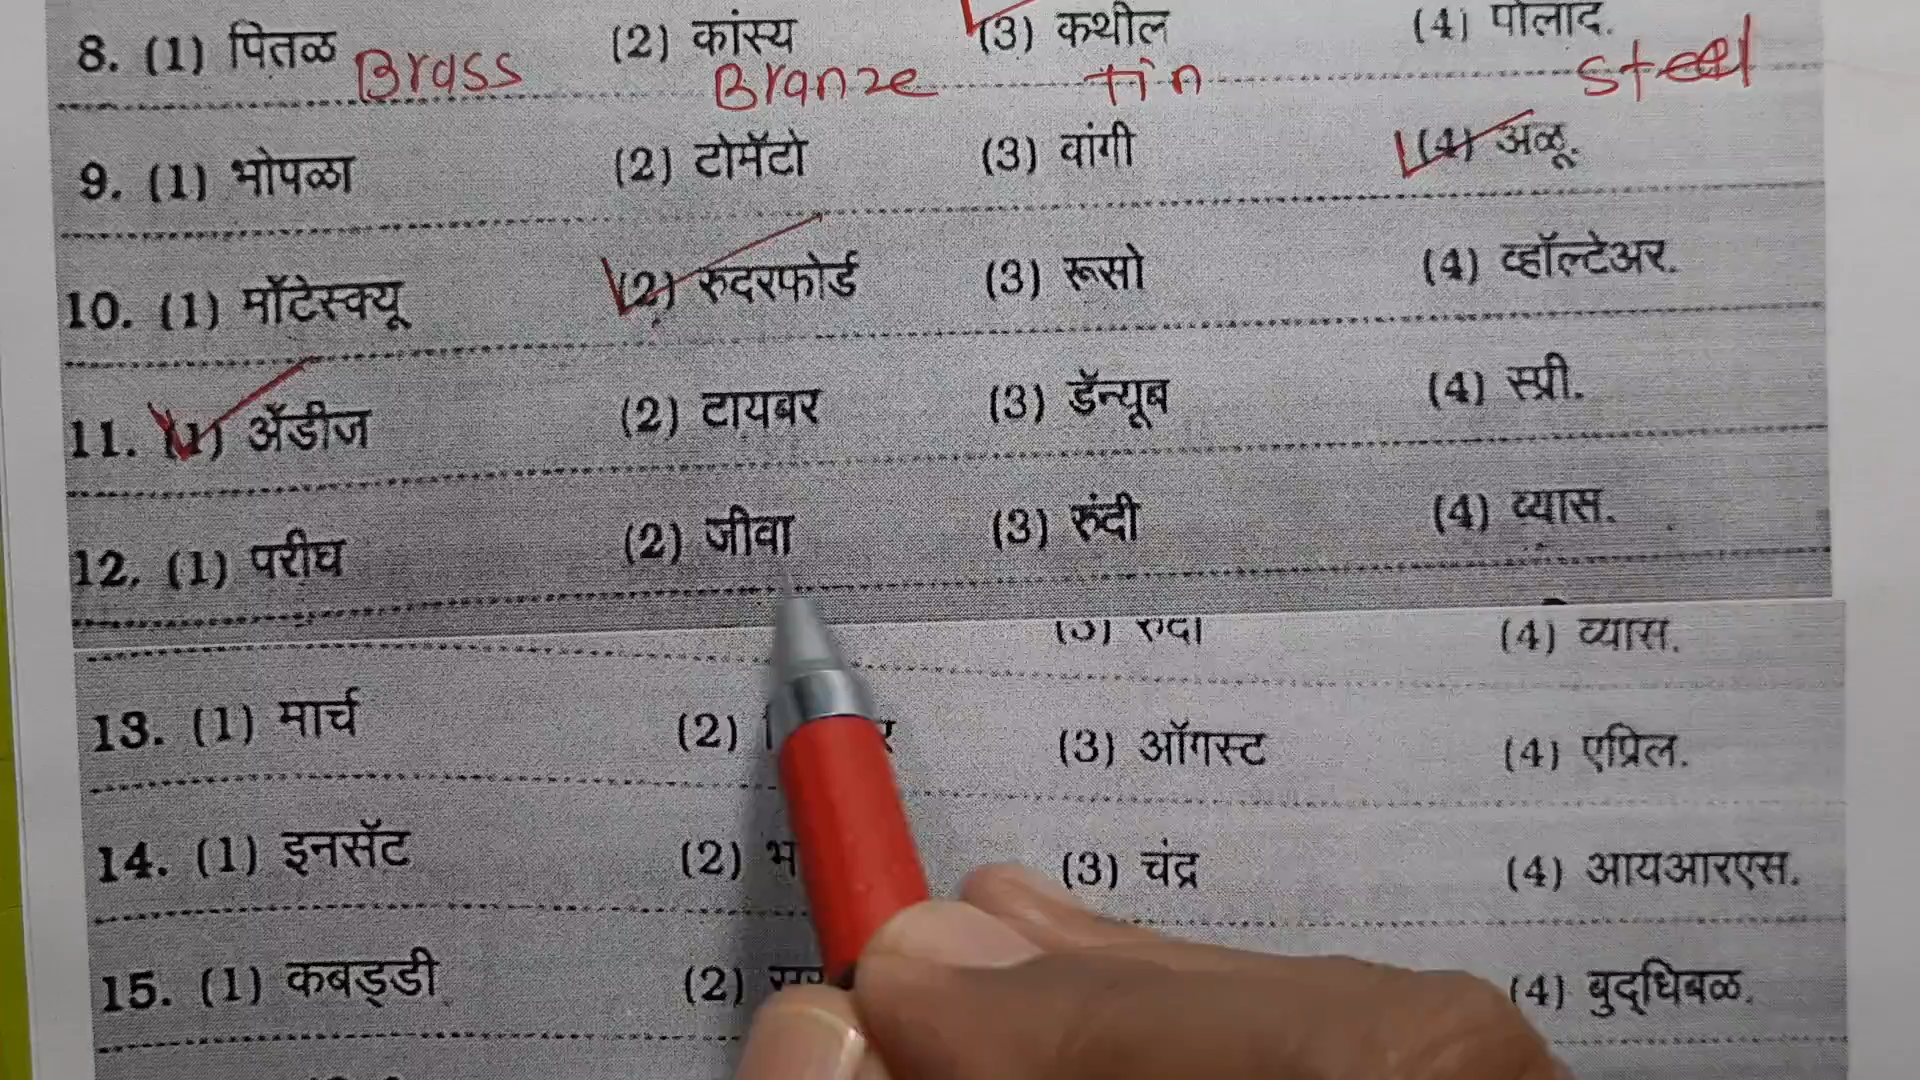 8. (1) पितळ (2) कांस्य (3) कथील (4) पोलाद.
Brass Branze tin steel
9. (1) भोपळा (2) टोमॅटो (3) वांगी (4) अळू.
10. (1) माँटेस्क्यू (2) रुदरफोर्ड (3) रूसो (4) व्हॉल्टेअर.
11. (1) अँडीज (2) टायबर (3) डॅन्यूब (4) स्प्री.
12. (1) परीघ (2) जीवा (3) रुंदी (4) व्यास.
(4) व्यास.
13. (1) मार्च (2) (3) ऑगस्ट (4) एप्रिल.
14. (1) इनसॅट (2) (3) चंद्र (4) आयआरएस.
15. (1) कबड्डी (2) (4) बुद्धिबळ.